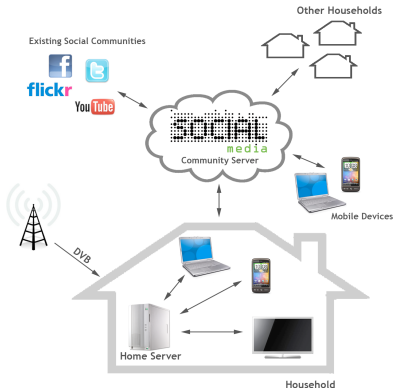 Other Households
Existing Social Communities
f
t
flickr
YouTube
SOCIAL
media
Community Server
Mobile Devices
DVB
Home Server
Household